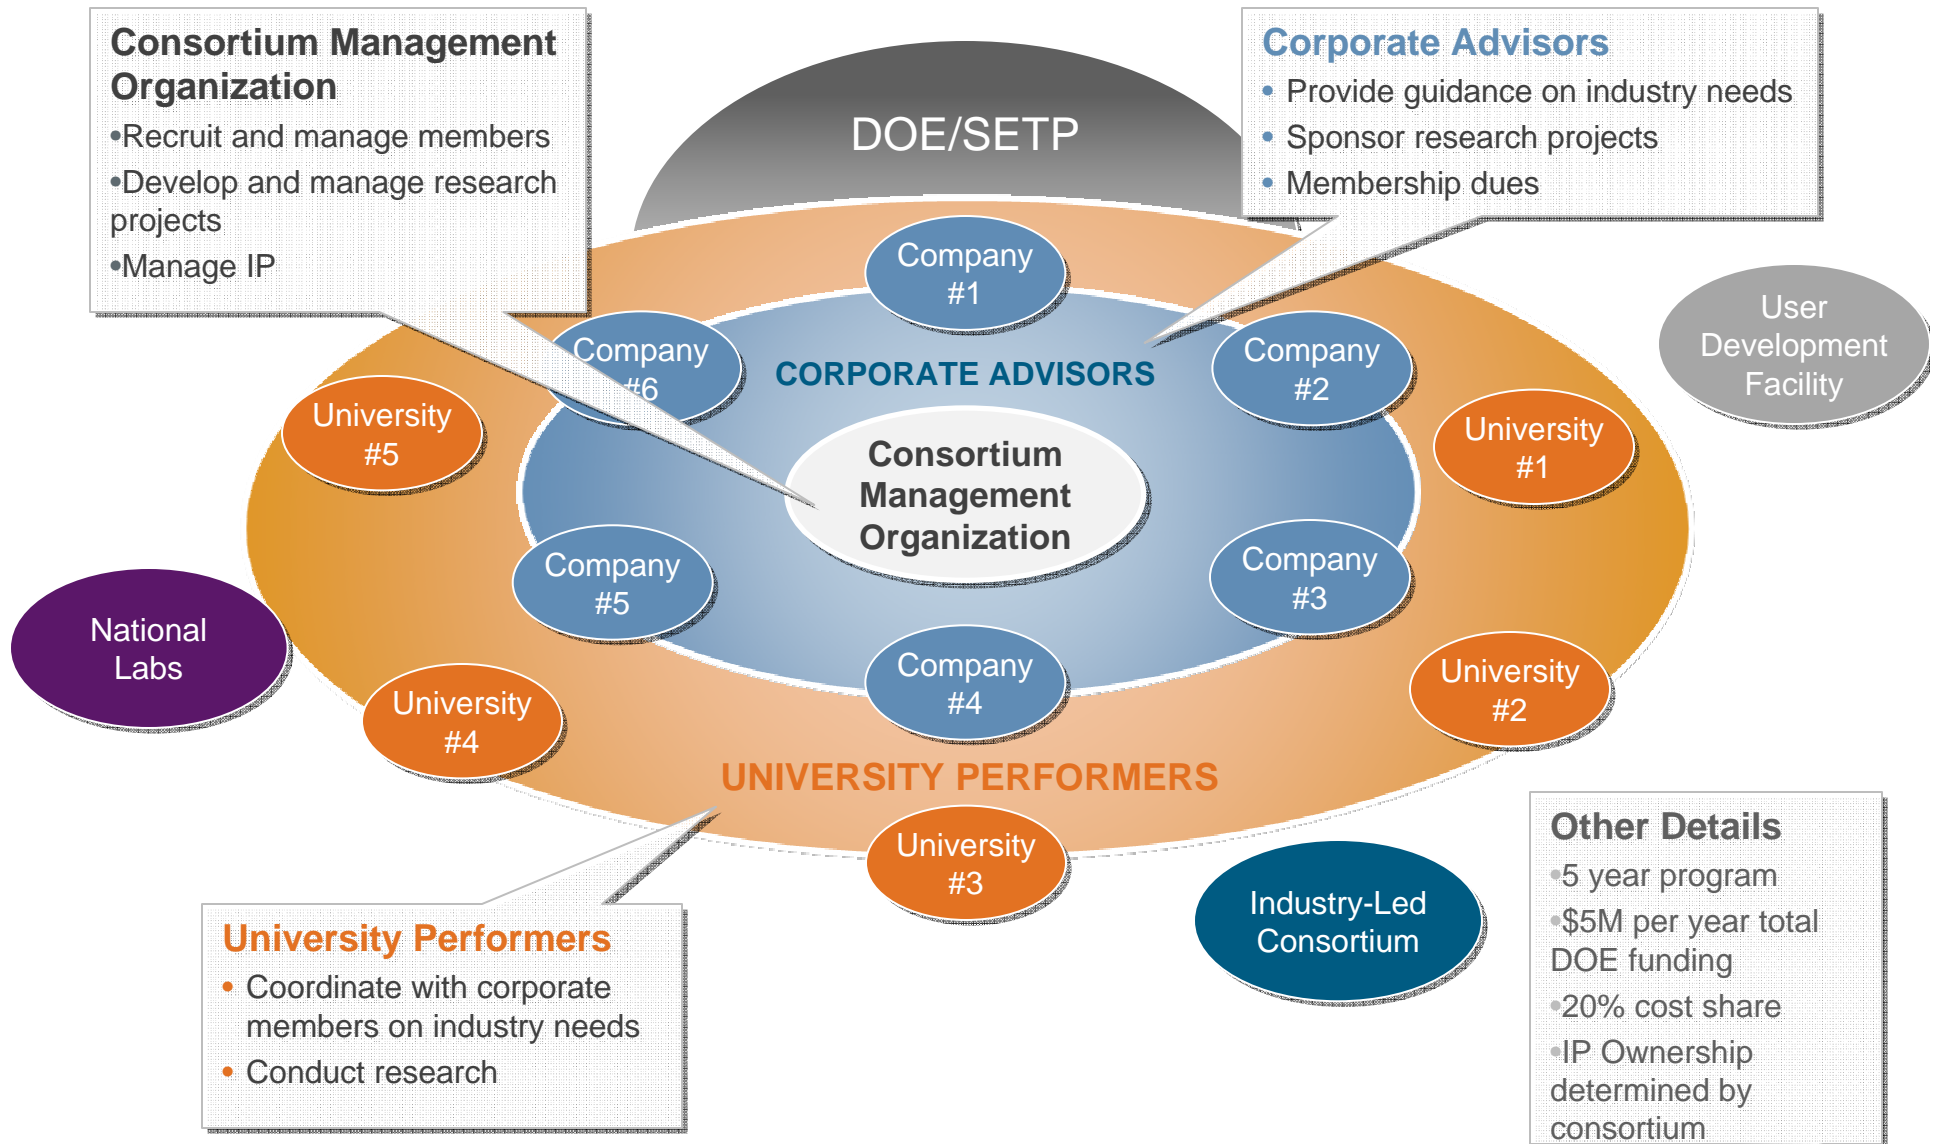 Consortium Management
Organization
•Recruit and manage members
•Develop and manage research
projects
•Manage IP
DOE/SETP
Corporate Advisors
• Provide guidance on industry needs
• Sponsor research projects
• Membership dues
Company
#1
Company
#6
CORPORATE ADVISORS
Company
#2
User
Development
Facility
University
#5
University
#1
Consortium
Management
Organization
Company
#5
Company
#3
National
Labs
Company
#4
University
#4
University
#2
UNIVERSITY PERFORMERS
University
#3
Industry-Led
Consortium
University Performers
• Coordinate with corporate
members on industry needs
• Conduct research
Other Details
•5 year program
•$5M per year total
DOE funding
•20% cost share
•IP Ownership
determined by
consortium